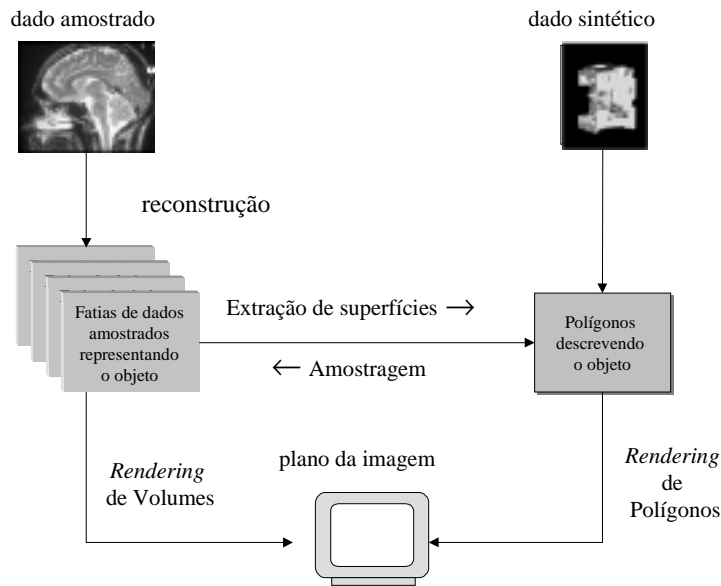 dado amostrado
dado sintético
reconstrução
Fatias de dados
amostrados
representando
o objeto
Extração de superfícies →
← Amostragem
Polígonos
descrevendo
o objeto
Rendering
de Volumes
plano da imagem
Rendering
de
Polígonos